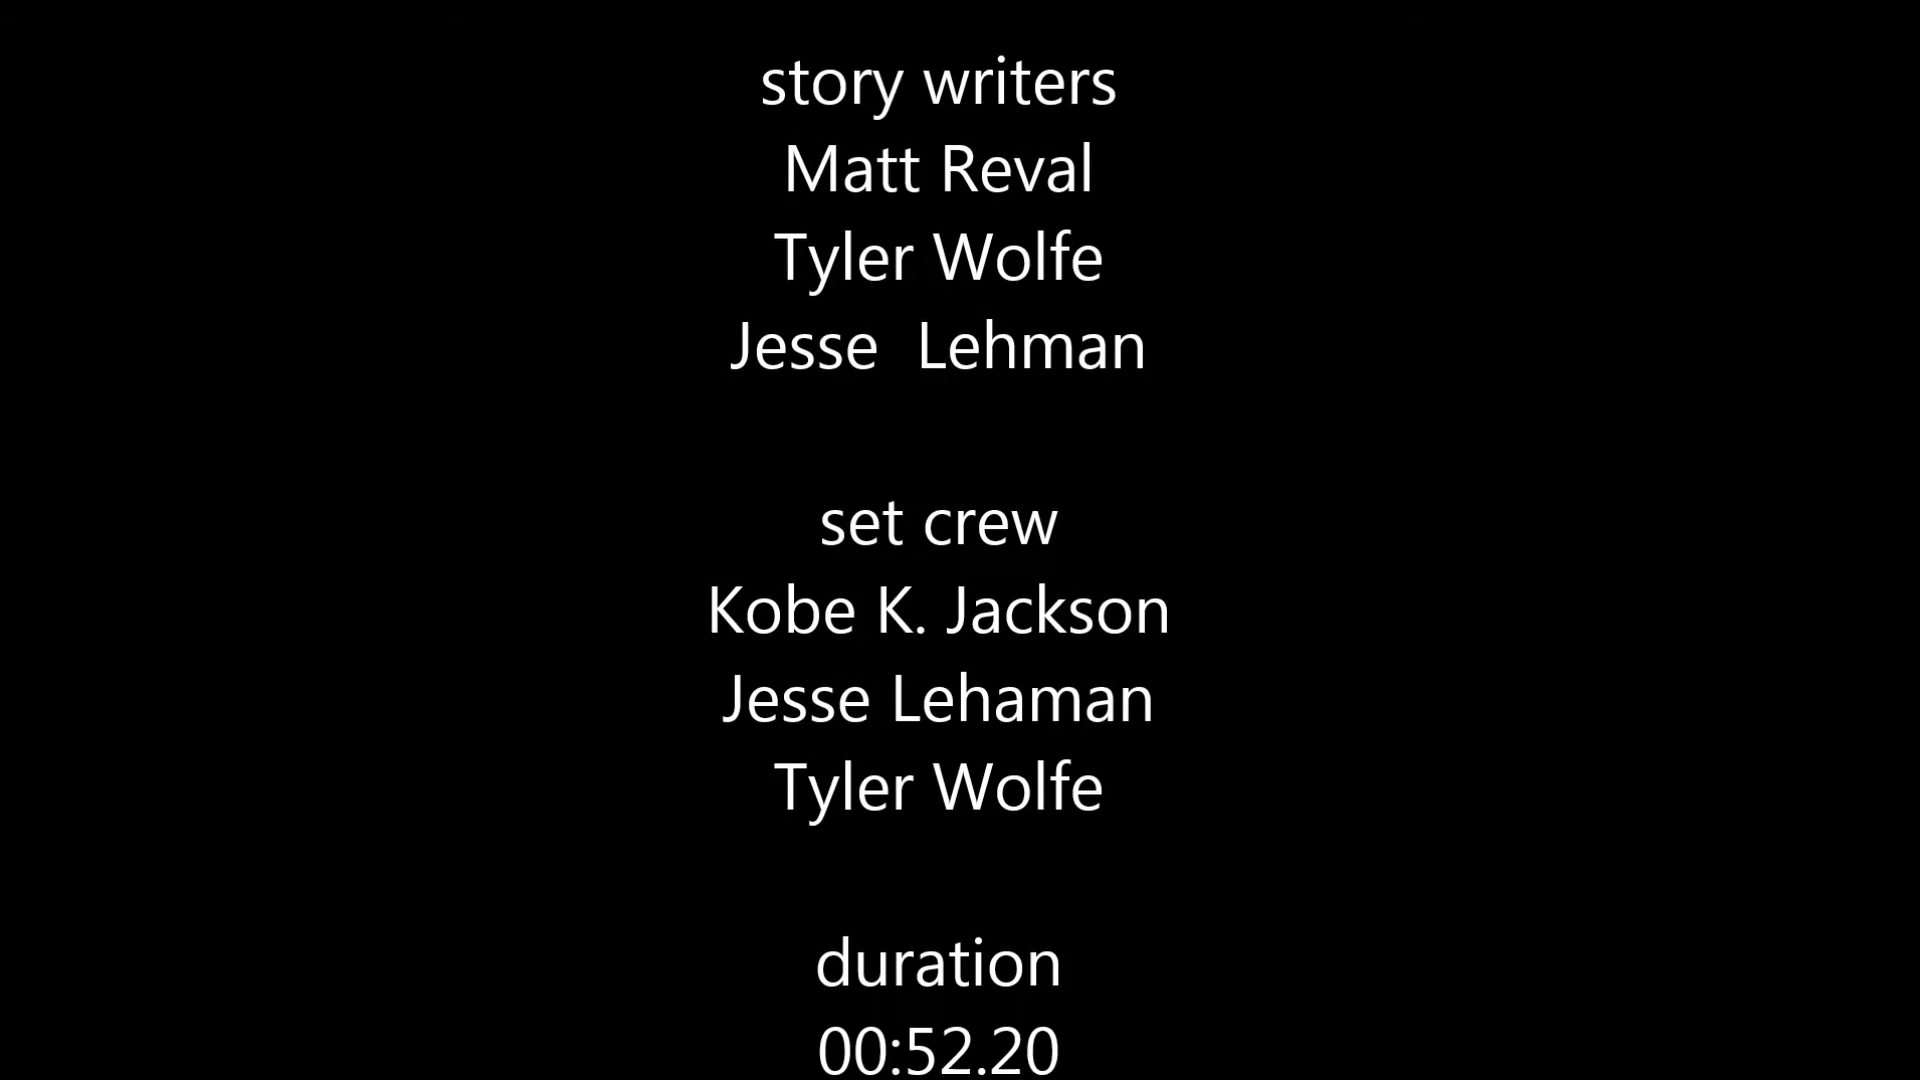 story writers
Matt Reval
Tyler Wolfe
Jesse  Lehman
set crew
Kobe K. Jackson
Jesse Lehaman
Tyler Wolfe
duration
00:52.20